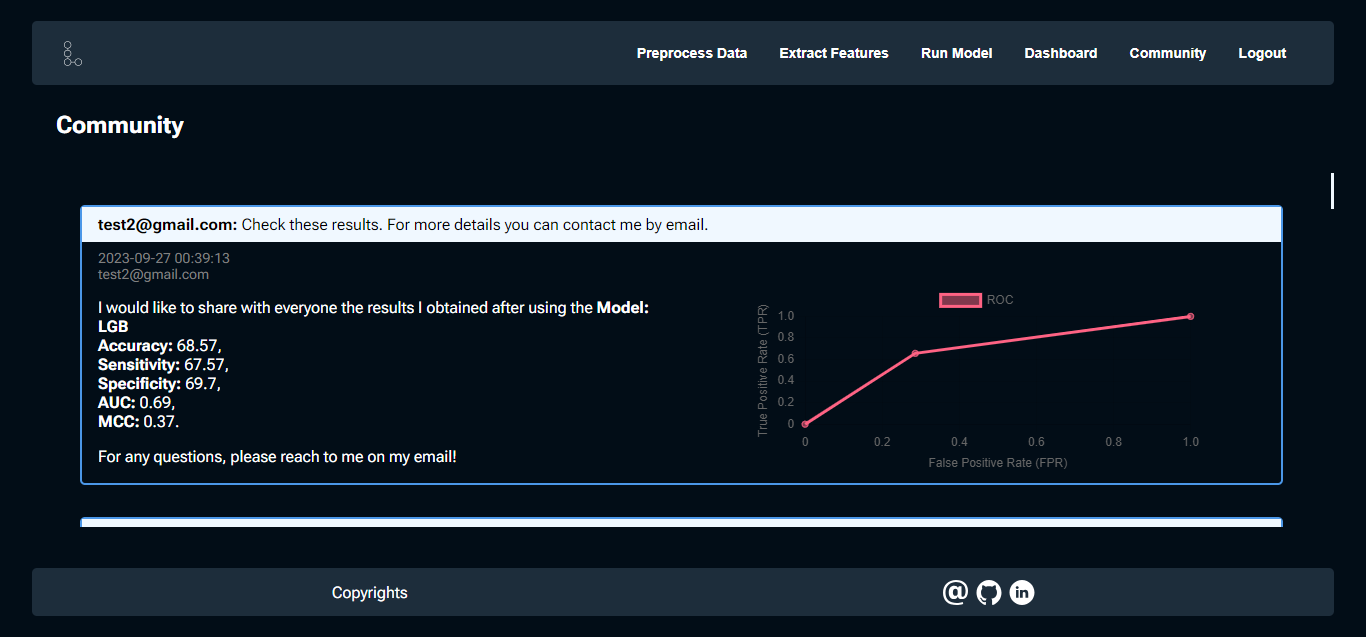 Preprocess Data Extract Features Run Model Dashboard Community Logout
Community
test2@gmail.com: Check these results. For more details you can contact me by email.
2023-09-27 00:39:13
test2@gmail.com
I would like to share with everyone the results I obtained after using the Model:
LGB
Accuracy: 68.57,
Sensitivity: 67.57,
Specificity: 69.7,
AUC: 0.69,
MCC: 0.37.
For any questions, please reach to me on my email!
ROC
True Positive Rate (TPR)
1.0
0.8
0.6
0.4
0.2
0
0 0.2 0.4 0.6 0.8 1.0
False Positive Rate (FPR)
Copyrights